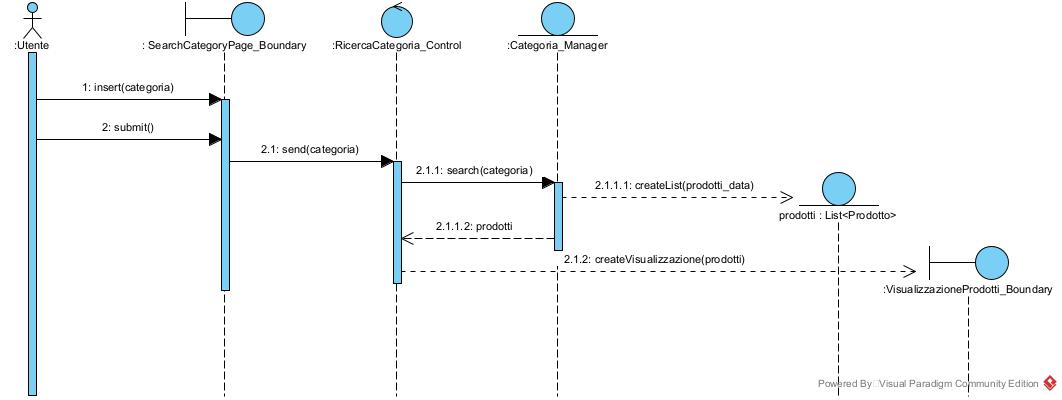 :Utente
: SearchCategoryPage_Boundary
:RicercaCategoria_Control
:Categoria_Manager
1: insert(categoria)
2: submit()
2.1: send(categoria)
2.1.1: search(categoria)
2.1.1.1: createList(prodotti_data)
prodotti : List<Prodotto>
2.1.1.2: prodotti
2.1.2: createVisualizzazione(prodotti)
:VisualizzazioneProdotti_Boundary
Powered By Visual Paradigm Community Edition